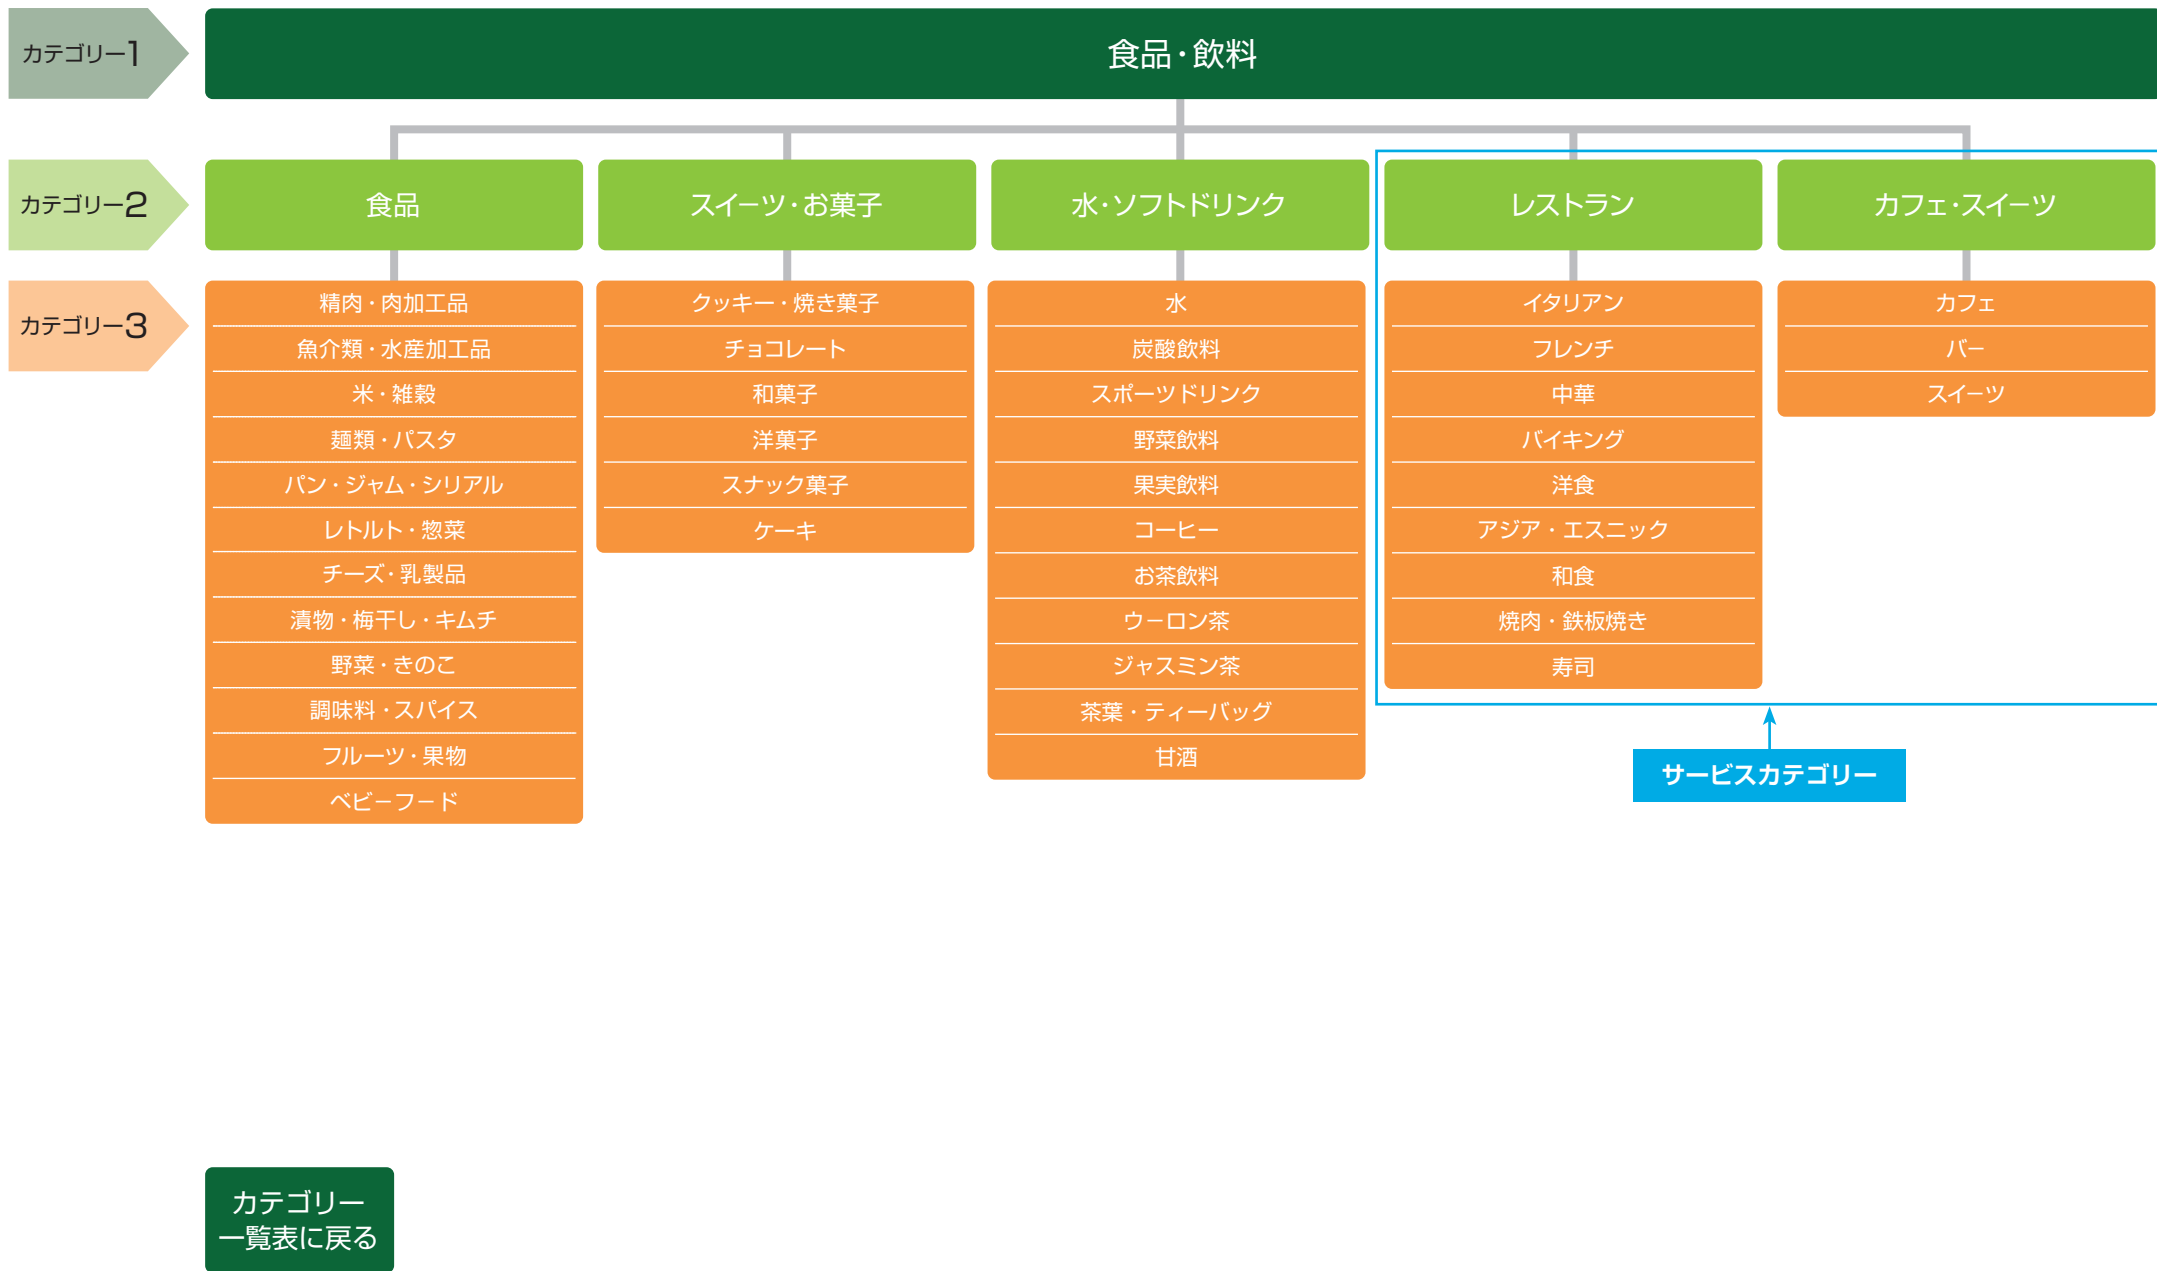 カテゴリー1
食品・飲料
カテゴリー2
食品
スイーツ・お菓子
水・ソフトドリンク
レストラン
カフェ・スイーツ
カテゴリー3
精肉・肉加工品
魚介類・水産加工品
米・雑穀
麺類・パスタ
パン・ジャム・シリアル
レトルト・惣菜
チーズ・乳製品
漬物・梅干し・キムチ
野菜・きのこ
調味料・スパイス
フルーツ・果物
ベビーフード
クッキー・焼き菓子
チョコレート
和菓子
洋菓子
スナック菓子
ケーキ
水
炭酸飲料
スポーツドリンク
野菜飲料
果実飲料
コーヒー
お茶飲料
ウーロン茶
ジャスミン茶
茶葉・ティーバッグ
甘酒
イタリアン
フレンチ
中華
バイキング
洋食
アジア・エスニック
和食
焼肉・鉄板焼き
寿司
カフェ
バー
スイーツ
サービスカテゴリー
カテゴリー
一覧表に戻る